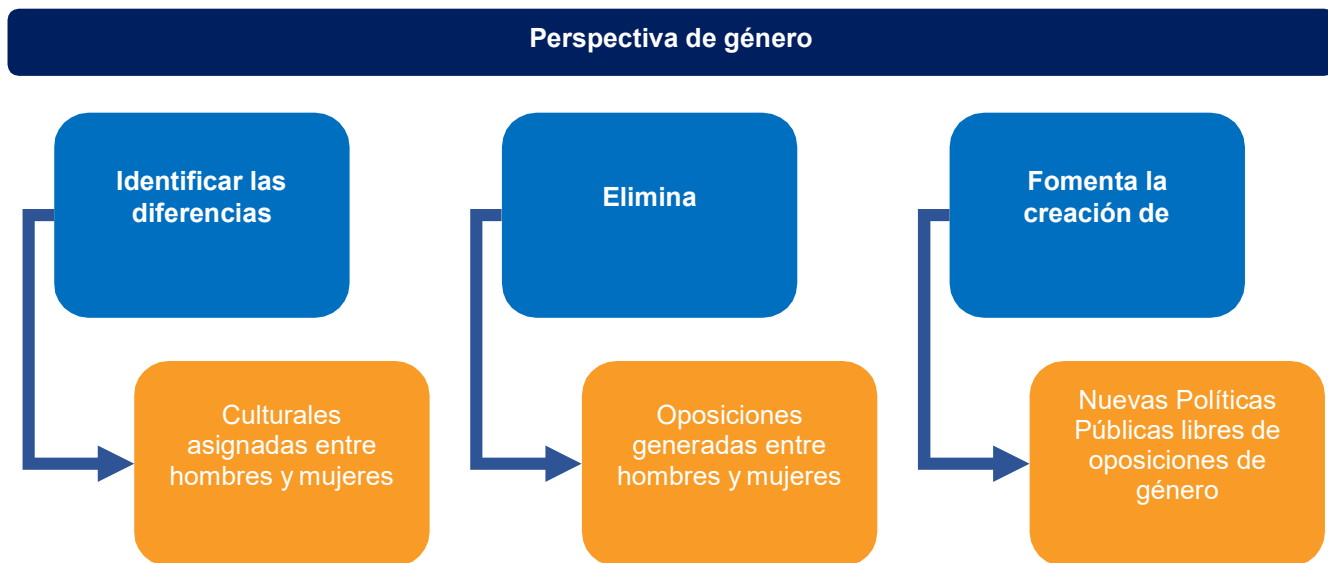 Perspectiva de género
Identificar las
diferencias
Culturales
asignadas entre
hombres y mujeres
Elimina
Oposiciones
generadas entre
hombres y mujeres
Fomenta la
creación de
Nuevas Políticas
Públicas libres de
oposiciones de
género